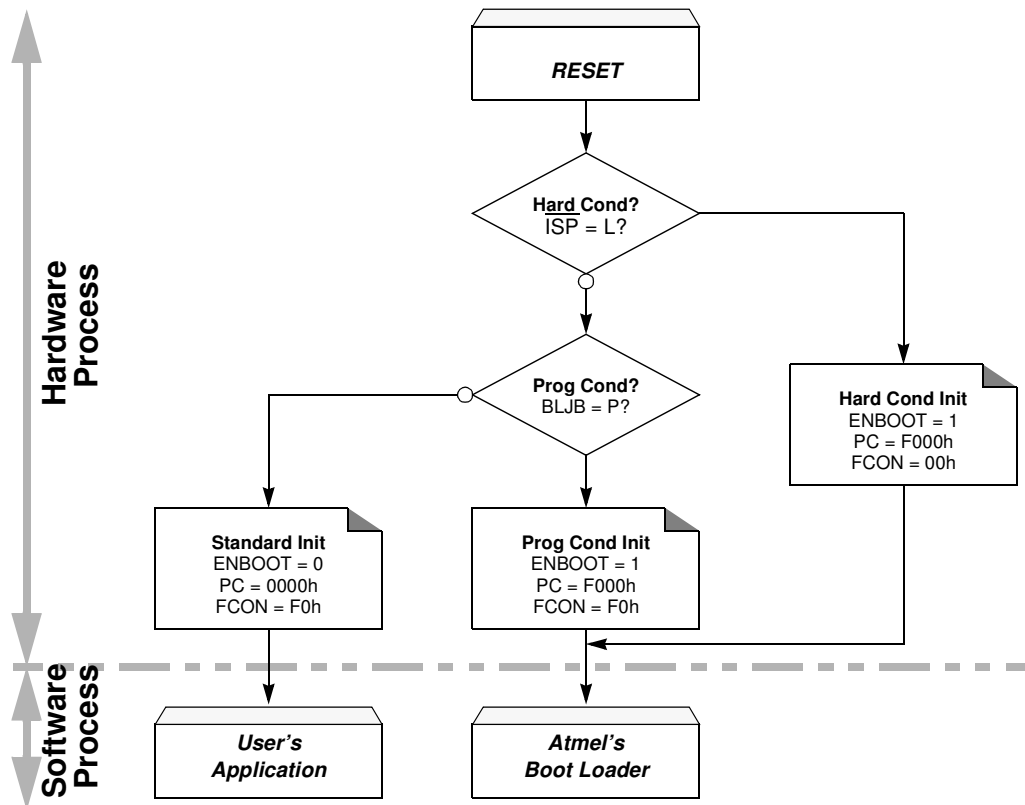 RESET
Hard Cond?
ISP = L?
Prog Cond?
BLJB = P?
Hard Cond Init
ENBOOT = 1
PC = F000h
FCON = 00h
Standard Init
ENBOOT = 0
PC = 0000h
FCON = F0h
Prog Cond Init
ENBOOT = 1
PC = F000h
FCON = F0h
User's
Application
Atmel's
Boot Loader
Hardware
Process
Software
Process